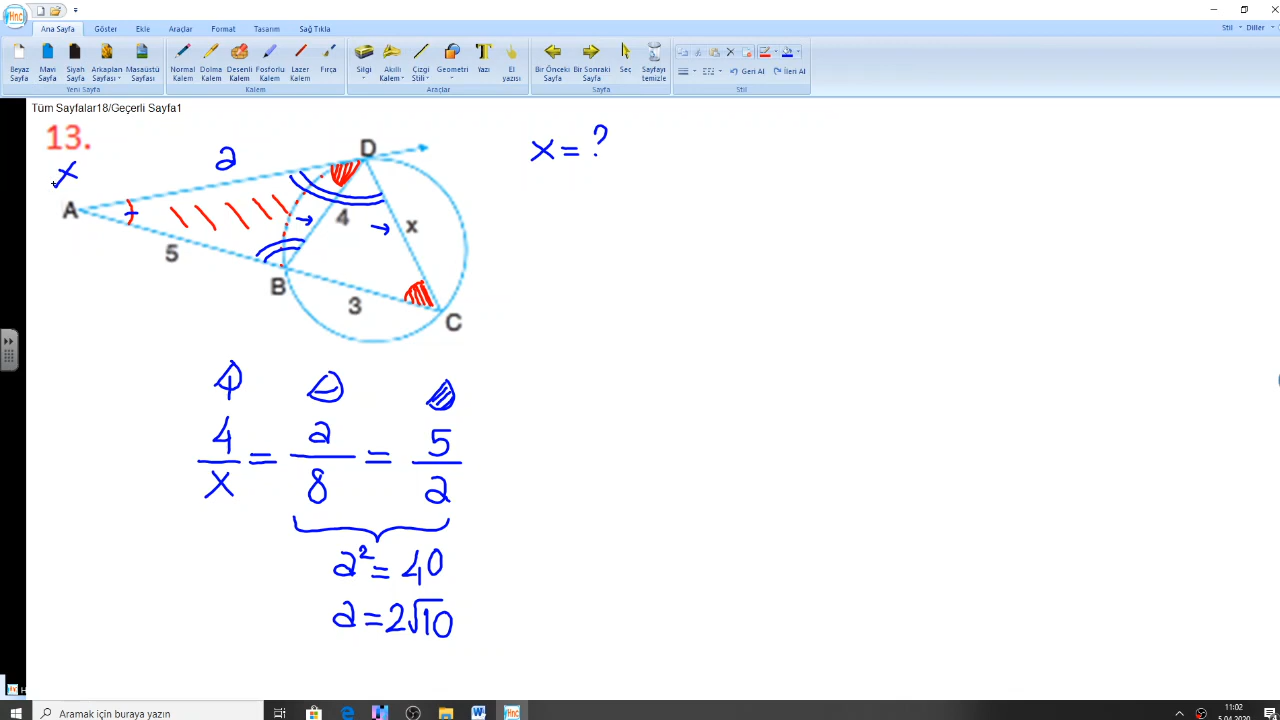 yHnc
Ana Sayfa Göster Ekle Araçlar Format Tasarım Sağ Tıkla
Stil Diller
Beyaz Sayfa Mavi Sayfa Siyah Sayfa Arkaplan Sayfası Masaüstü Sayfası
Normal Kalem Dolma Kalem Desenli Kalem Fosforlu Kalem Lazer Kalem Fırça
Silgi Akıllı Kalem Çizgi Stili Geometri Yazı El yazısı
Bir Önceki Sayfa Bir Sonraki Sayfa Seç Sayfayı temizle
Geri Al İleri Al
Yeni Sayfa Kalem Araçlar Sayfa Stil
Tüm Sayfalar18/Geçerli Sayfa1
13.
x = ?
x
a
D
A
4
x
5
B
3
C
4/x = a/8 = 5/a
a² = 40
a = 2√10
Aramak için buraya yazın
11:02
5.04.2020